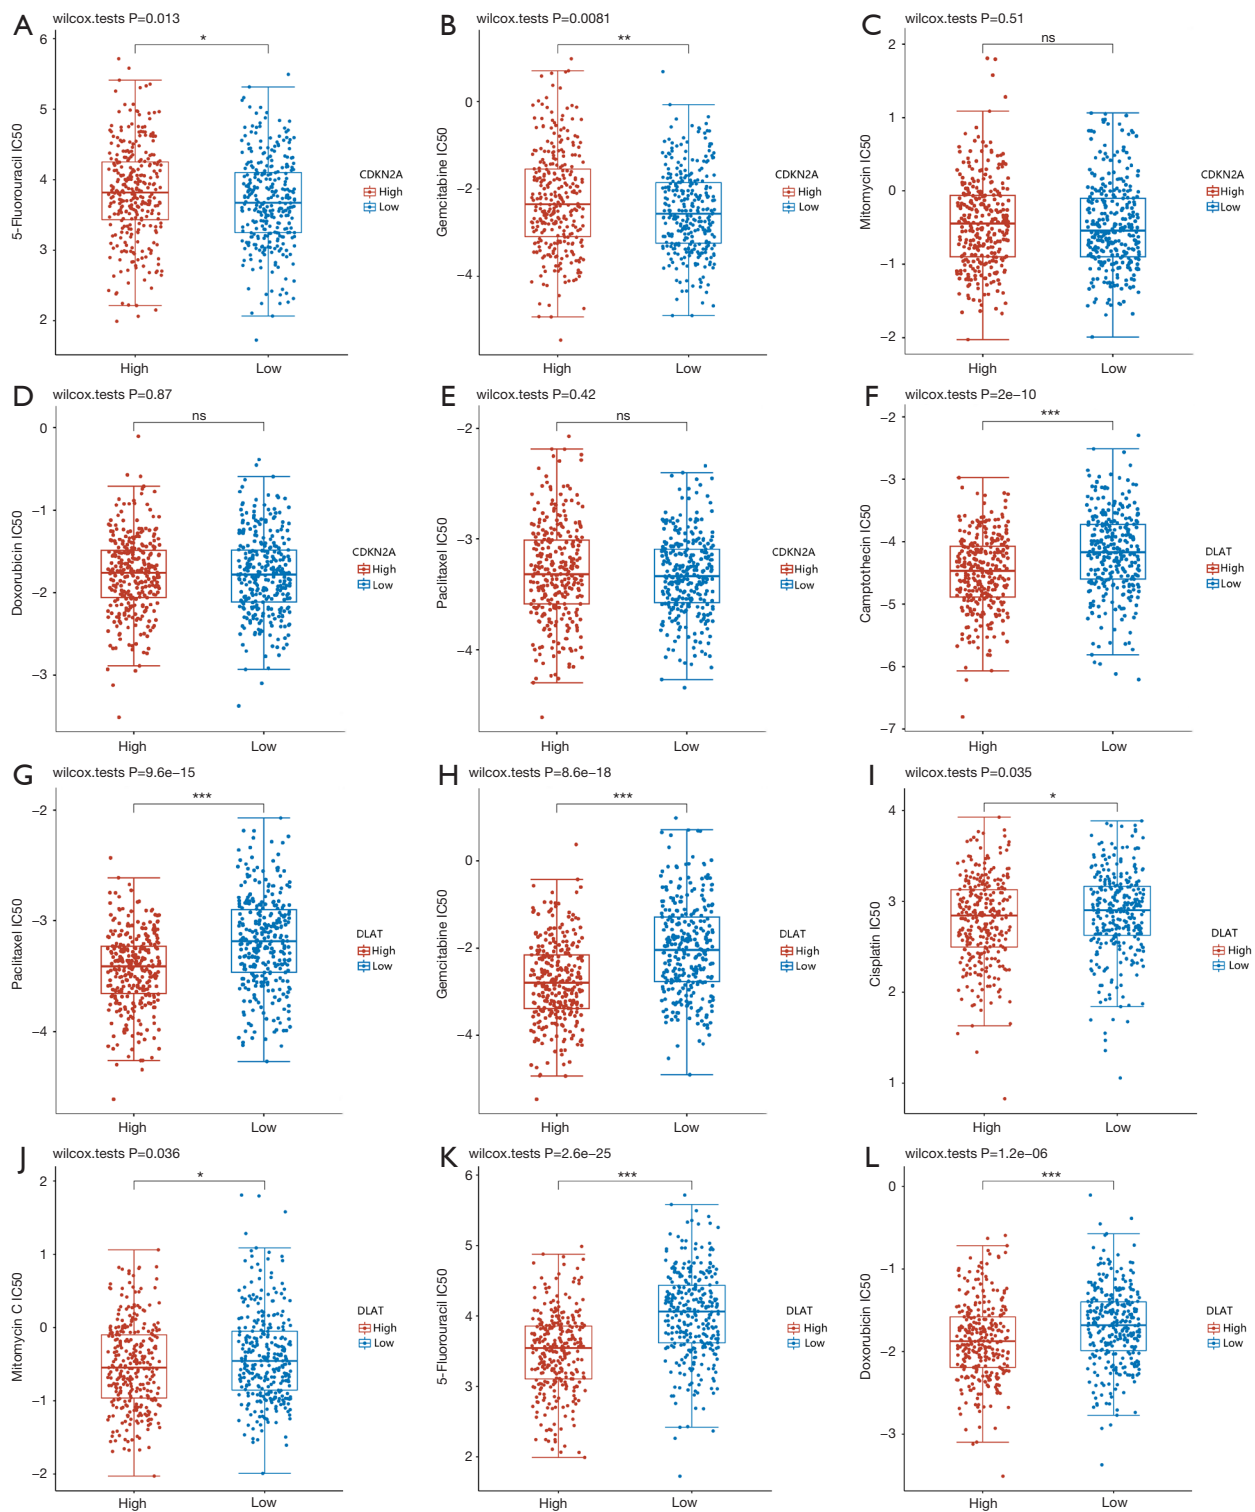 A wilcox.tests P=0.013
*
5-Fluorouracil IC50
6
5
4
3
2
High Low
CDKN2A
High
Low
B wilcox.tests P=0.0081
**
Gemcitabine IC50
0
−2
−4
High Low
CDKN2A
High
Low
C wilcox.tests P=0.51
ns
Mitomycin IC50
2
1
0
−1
−2
High Low
CDKN2A
High
Low
D wilcox.tests P=0.87
ns
Doxorubicin IC50
0
−1
−2
−3
High Low
CDKN2A
High
Low
E wilcox.tests P=0.42
ns
Paclitaxel IC50
−2
−3
−4
High Low
CDKN2A
High
Low
F wilcox.tests P=2e−10
***
Camptothecin IC50
−2
−3
−4
−5
−6
−7
High Low
DLAT
High
Low
G wilcox.tests P=9.6e−15
***
Paclitaxel IC50
−2
−3
−4
High Low
DLAT
High
Low
H wilcox.tests P=8.6e−18
***
Gemcitabine IC50
0
−2
−4
High Low
DLAT
High
Low
I wilcox.tests P=0.035
*
Cisplatin IC50
4
3
2
1
High Low
DLAT
High
Low
J wilcox.tests P=0.036
*
Mitomycin C IC50
2
1
0
−1
−2
High Low
DLAT
High
Low
K wilcox.tests P=2.6e−25
***
5-Fluorouracil IC50
6
5
4
3
2
High Low
DLAT
High
Low
L wilcox.tests P=1.2e−06
***
Doxorubicin IC50
0
−1
−2
−3
High Low
DLAT
High
Low